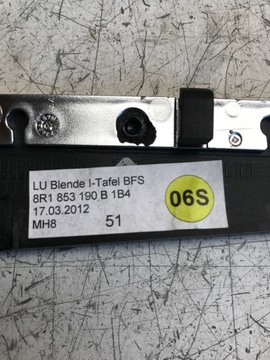 LU Blende I-Tafel BFS
8R1 853 190 B 1B4
17.03.2012
MH8 51
06S